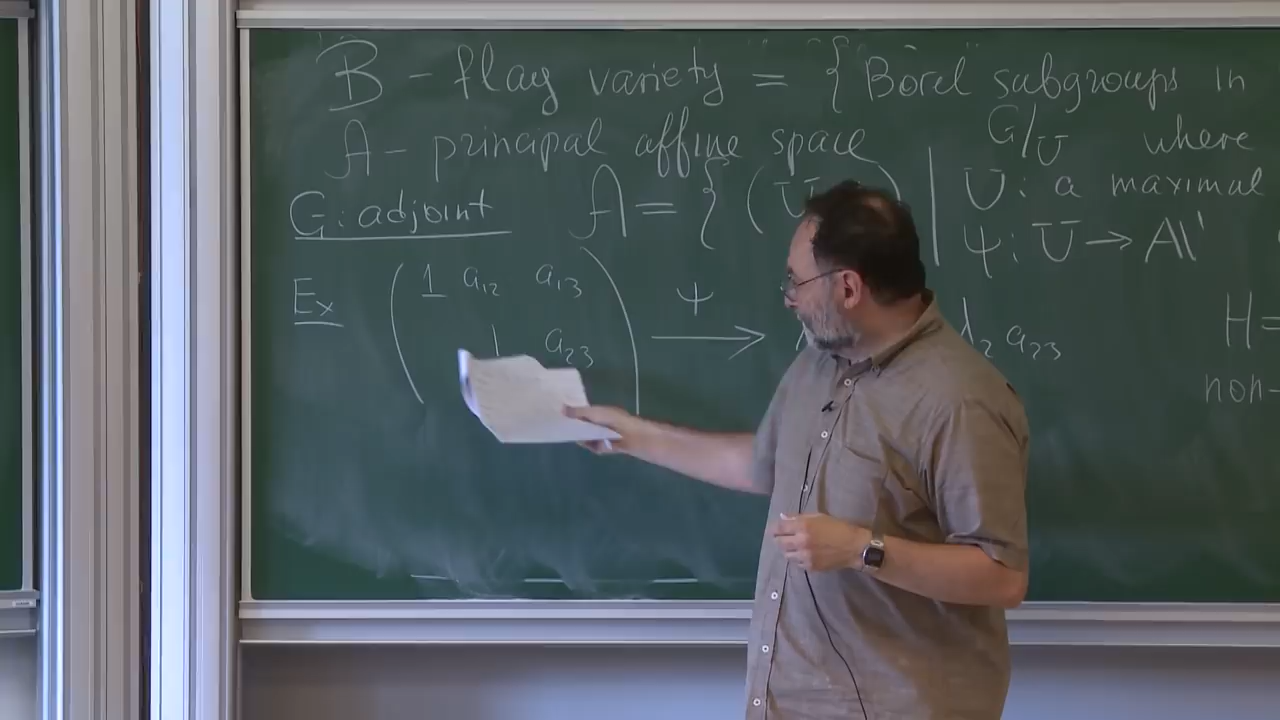 B - flag variety = { Borel subgroups in
A - principal affine space G/U where
G: adjoint A = { (U ) | U: a maximal
ψ: U → A¹
Ex ( 1 a₁₂ a₁₃ ψ → λ₂ a₂₃ H =
1 a₂₃ ) non-